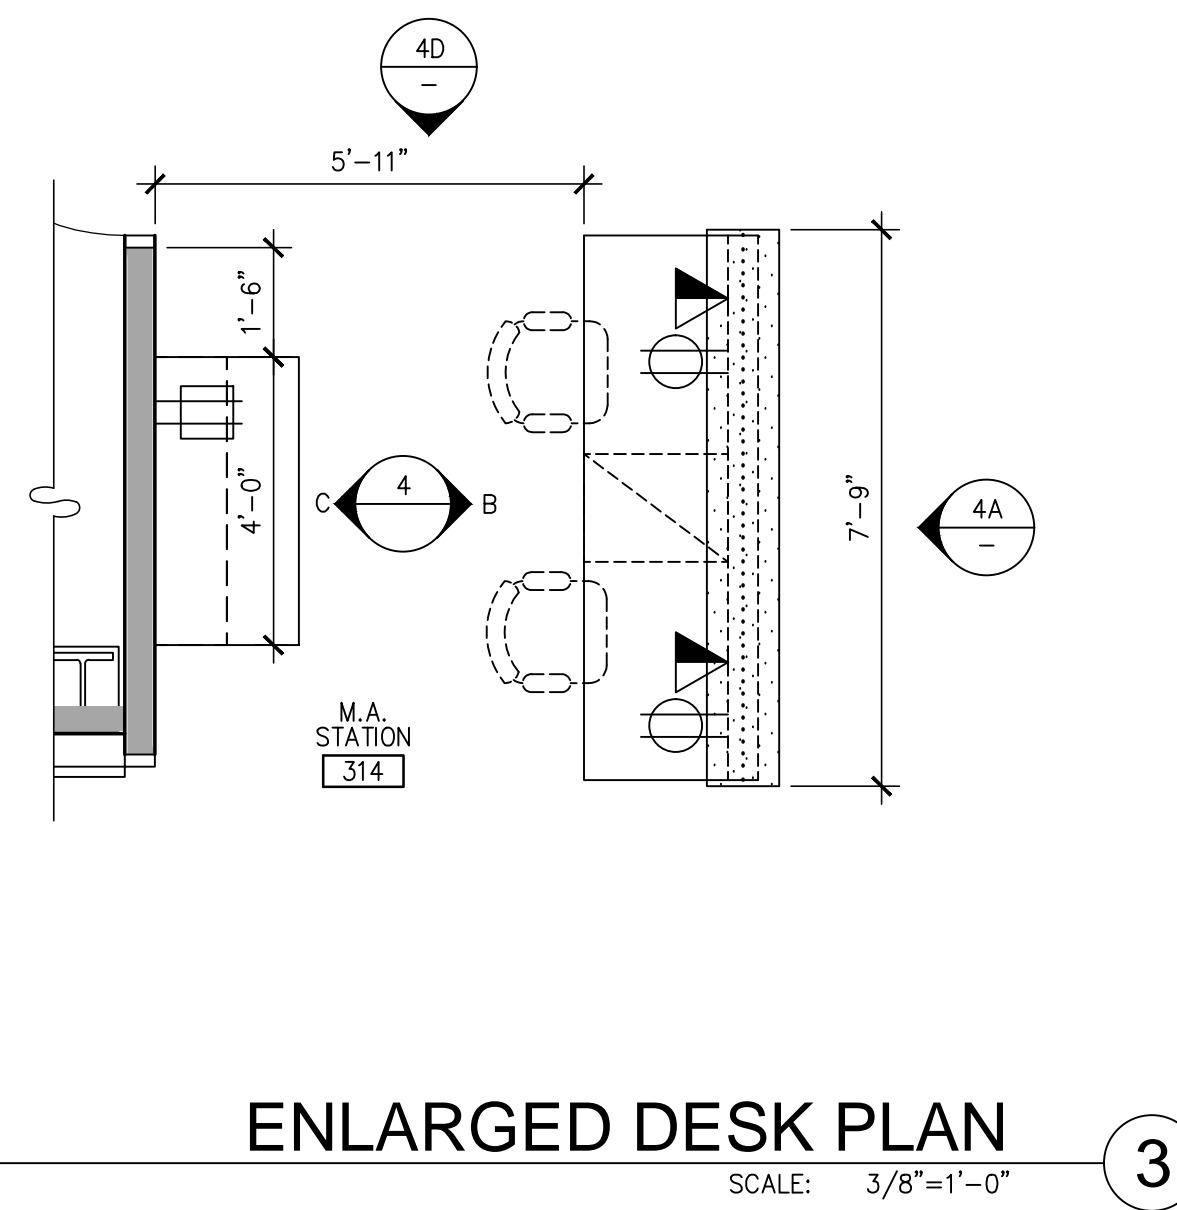 4D
–
5’–11”
1’–6”
4’–0”
C
4
B
7’–9”
4A
–
M.A.
STATION
314
ENLARGED DESK PLAN
3
SCALE: 3/8”=1’–0”